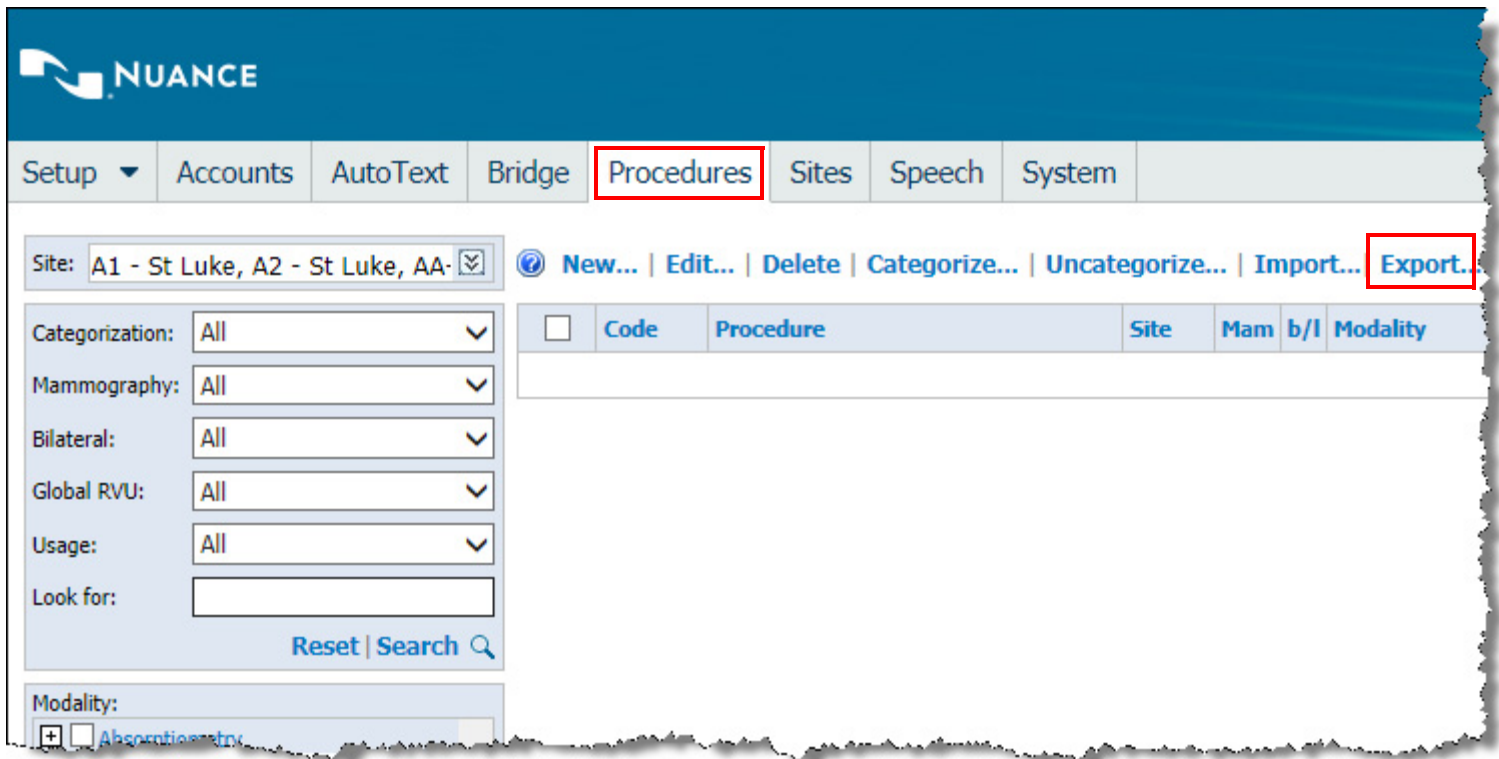 NUANCE
Setup Accounts AutoText Bridge Procedures Sites Speech System
Site: A1 - St Luke, A2 - St Luke, AA-
New... | Edit... | Delete | Categorize... | Uncategorize... | Import... Export...
Code Procedure Site Mam b/l Modality
Categorization: All
Mammography: All
Bilateral: All
Global RVU: All
Usage: All
Look for:
Reset | Search
Modality:
Absorptiometry